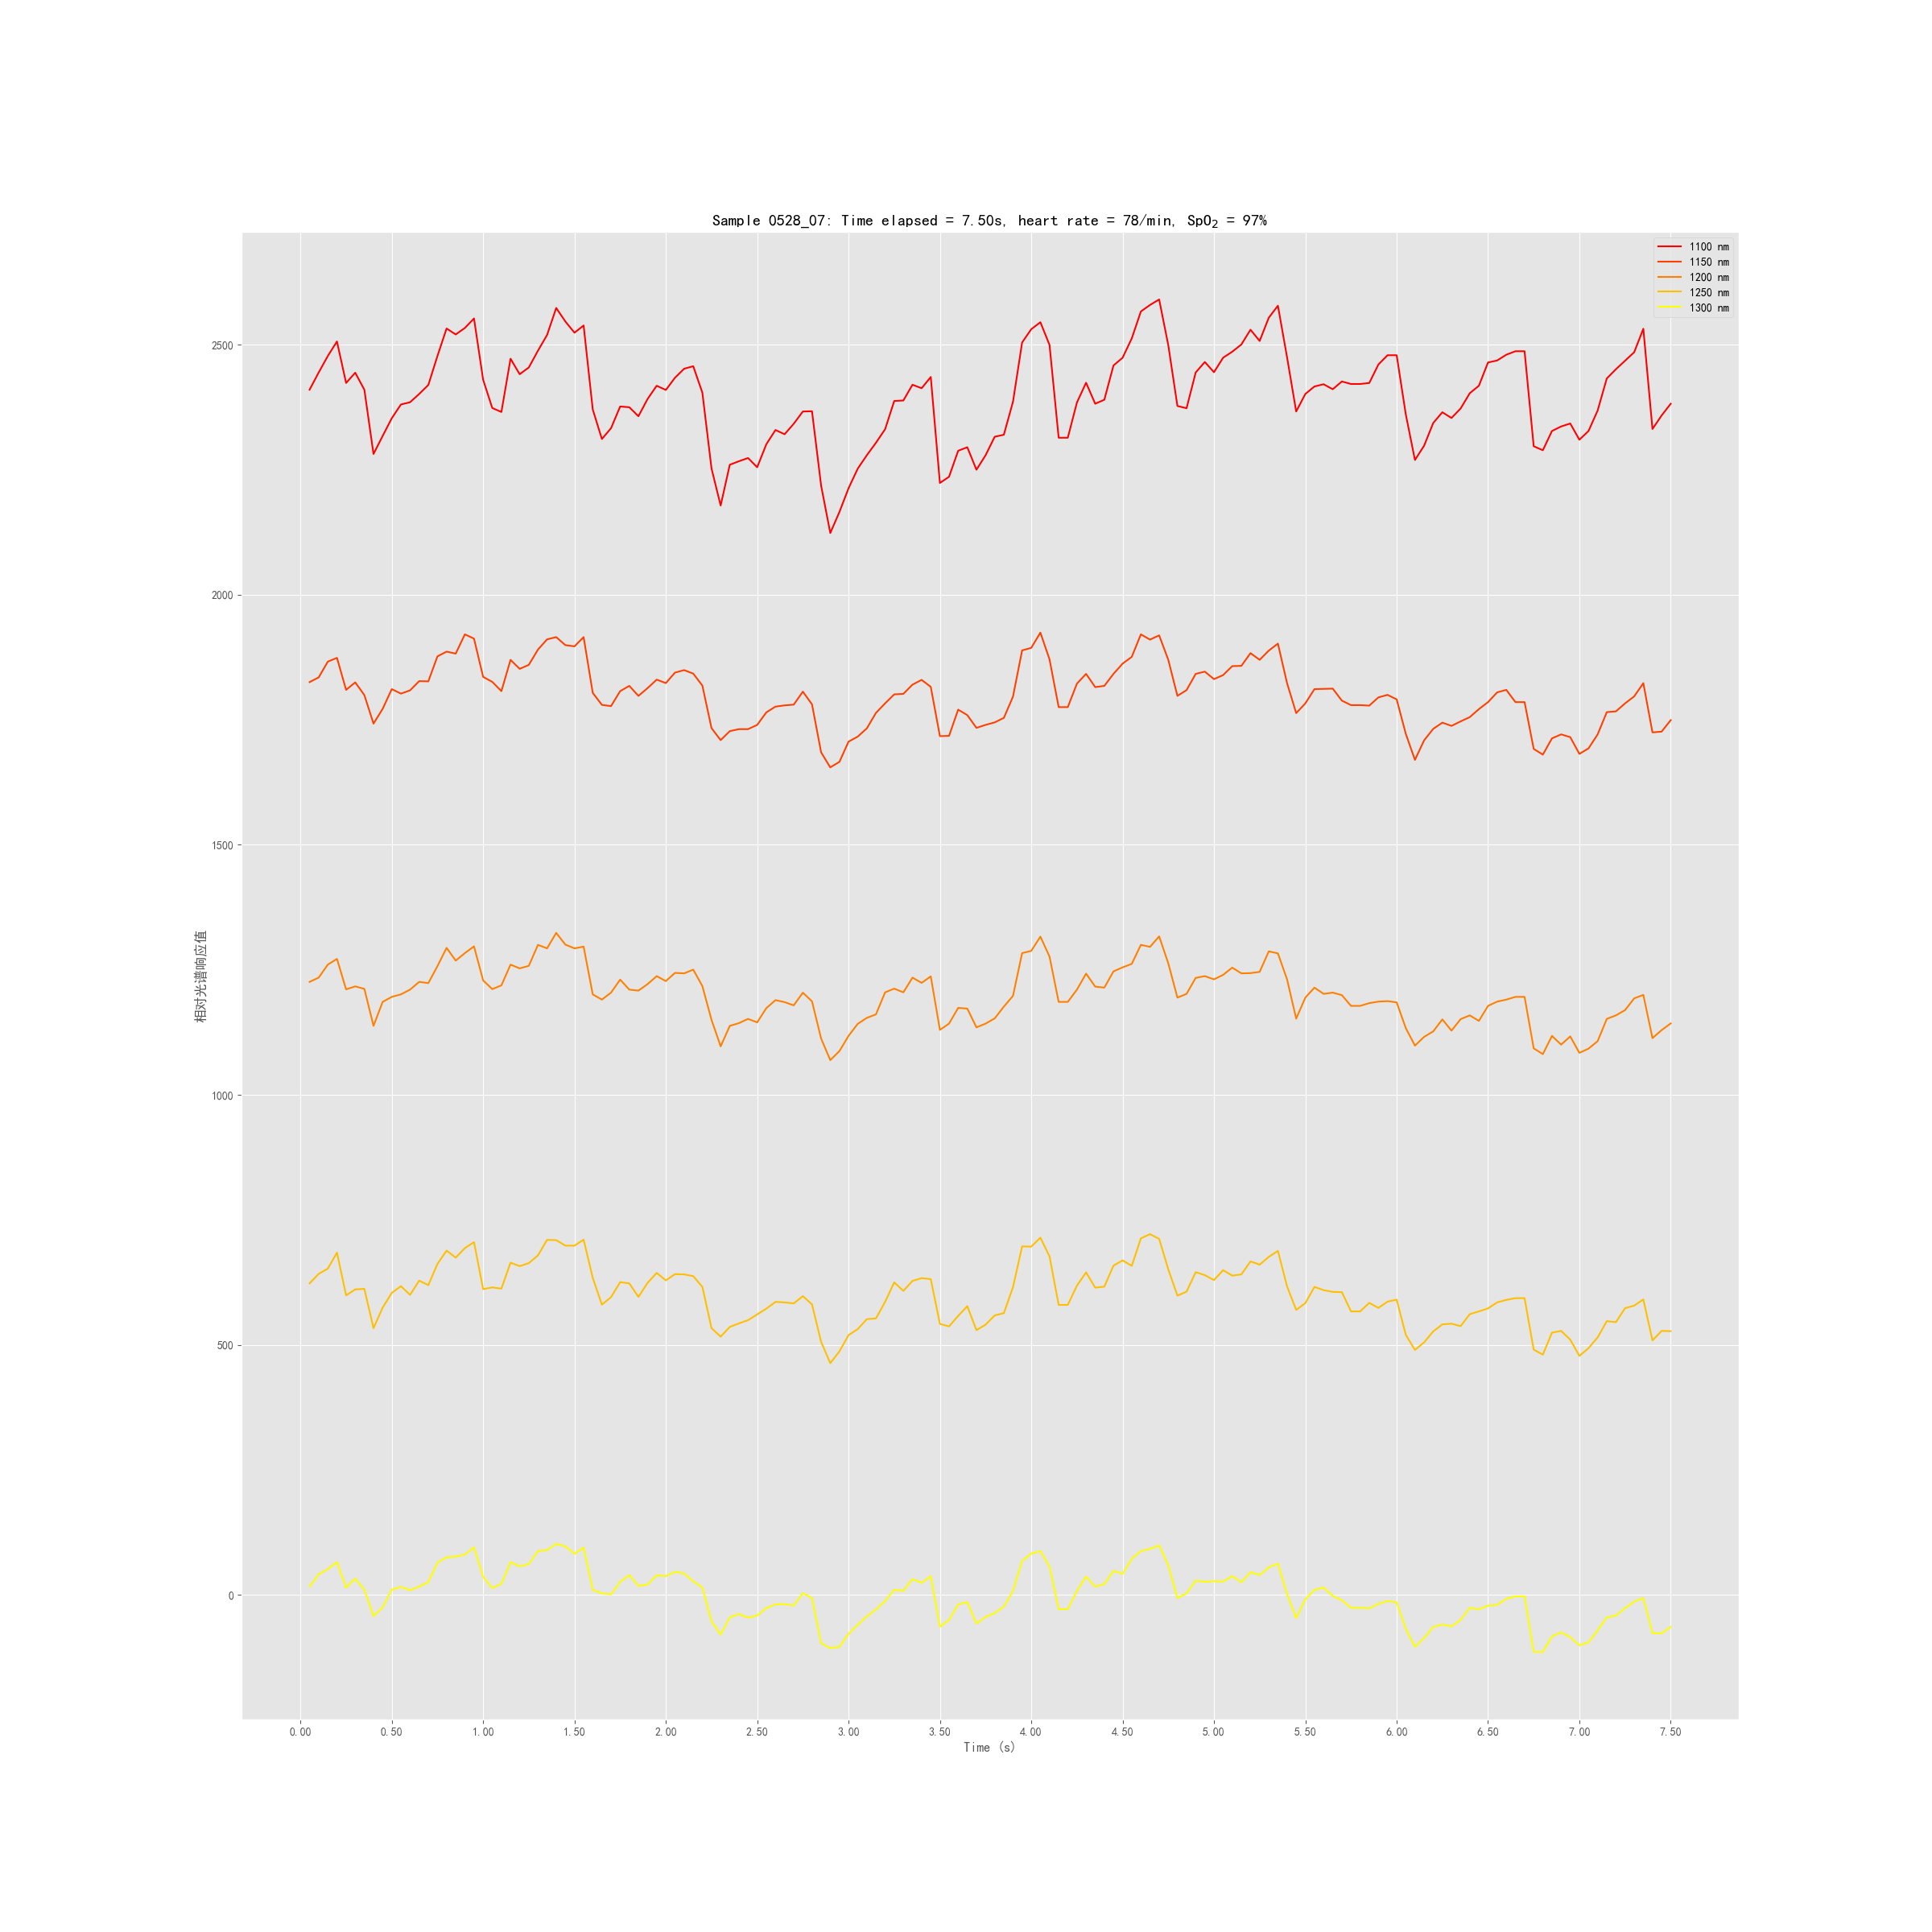 Sample 0528_07: Time elapsed = 7.50s, heart rate = 78/min, SpO₂ = 97%
1100 nm
1150 nm
1200 nm
1250 nm
1300 nm
2500
2000
1500
1000
500
0
相对光谱响应值
0.00 0.50 1.00 1.50 2.00 2.50 3.00 3.50 4.00 4.50 5.00 5.50 6.00 6.50 7.00 7.50
Time (s)